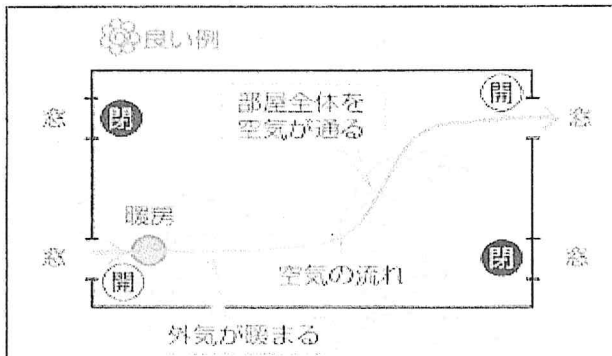 良い例
部屋全体を
空気が通る
開
窓
閉
窓
暖房
窓
開
空気の流れ
閉
窓
外気が暖まる